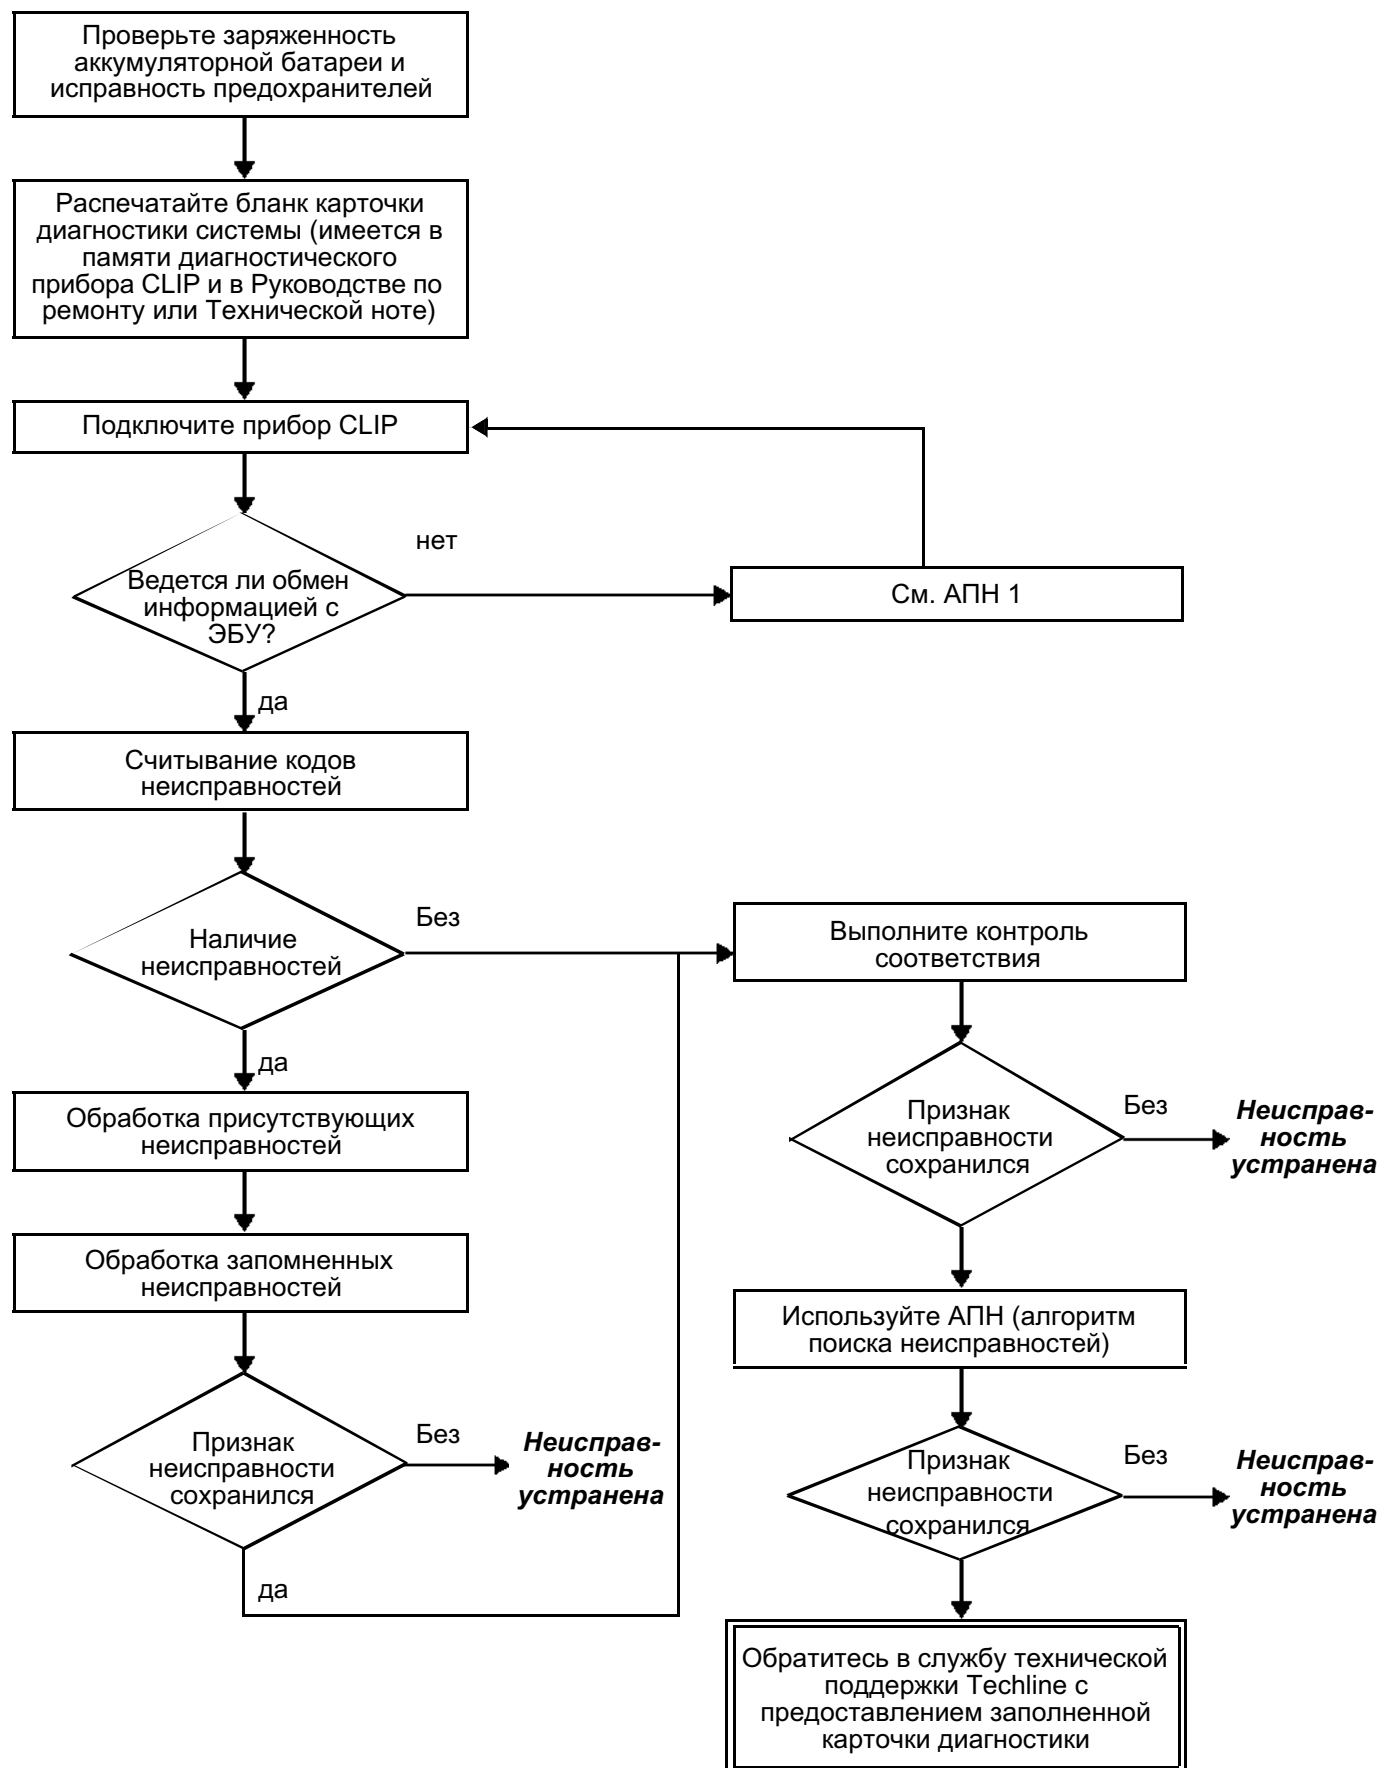 Проверьте заряженность
аккумуляторной батареи и
исправность предохранителей
Распечатайте бланк карточки
диагностики системы (имеется в
памяти диагностического
прибора CLIP и в Руководстве по
ремонту или Технической ноте)
Подключите прибор CLIP
нет
Ведется ли обмен
информацией с
ЭБУ?
См. АПН 1
да
Считывание кодов
неисправностей
Без
Наличие
неисправностей
Выполните контроль
соответствия
да
Обработка присутствующих
неисправностей
Признак
неисправности
сохранился
Без
Неисправ-
ность
устранена
Обработка запомненных
неисправностей
Используйте АПН (алгоритм
поиска неисправностей)
Признак
неисправности
сохранился
Без
Неисправ-
ность
устранена
да
Признак
неисправности
сохранился
Без
Неисправ-
ность
устранена
Обратитесь в службу технической
поддержки Techline с
предоставлением заполненной
карточки диагностики